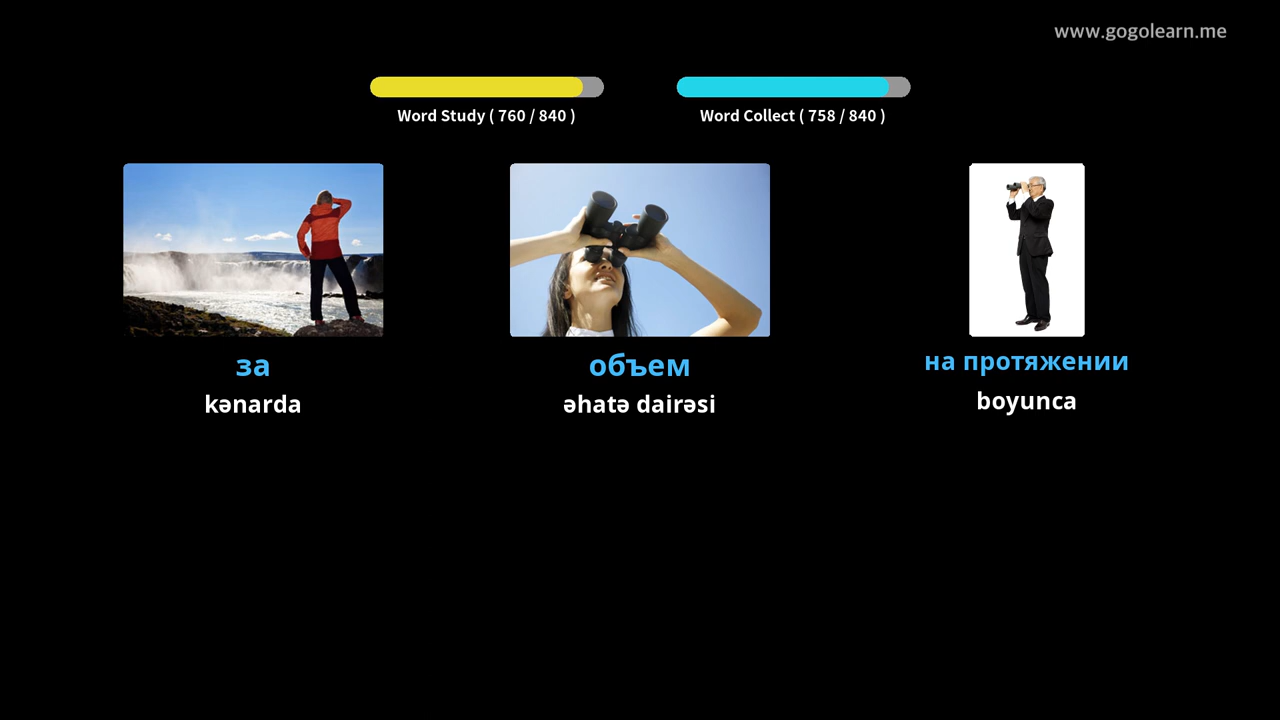 www.gogolearn.me
Word Study ( 760 / 840 )
Word Collect ( 758 / 840 )
за
kənarda
объем
əhatə dairəsi
на протяжении
boyunca